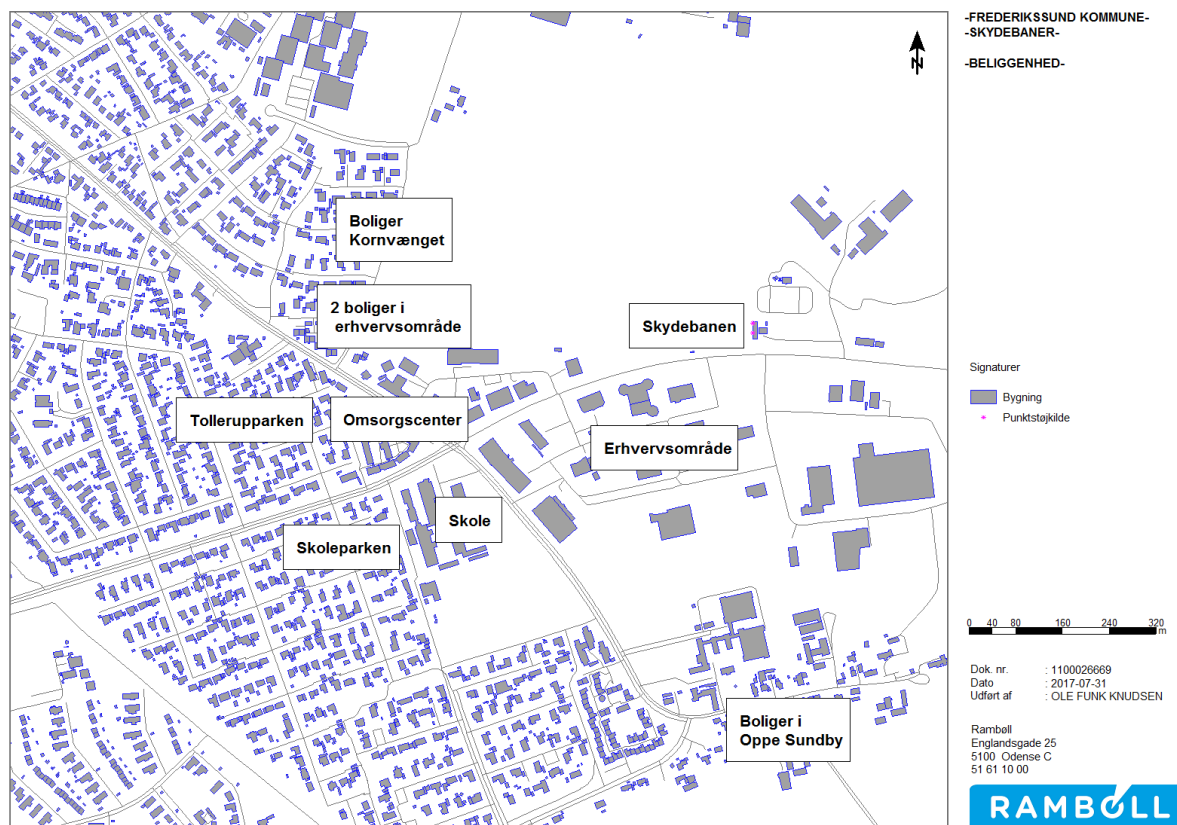 -FREDERIKSSUND KOMMUNE-
-SKYDEBANER-
-BELIGGENHED-
N
Boliger
Kornvænget
2 boliger i
erhvervsområde
Skydebanen
Tollerupparken
Omsorgscenter
Erhvervsområde
Skole
Skoleparken
Boliger i
Oppe Sundby
Signaturer
Bygning
Punktstøjkilde
0 40 80 160 240 320
m
Dok. nr. : 1100026669
Dato : 2017-07-31
Udført af : OLE FUNK KNUDSEN
Rambøll
Englandsgade 25
5100 Odense C
51 61 10 00
RAMBOLL